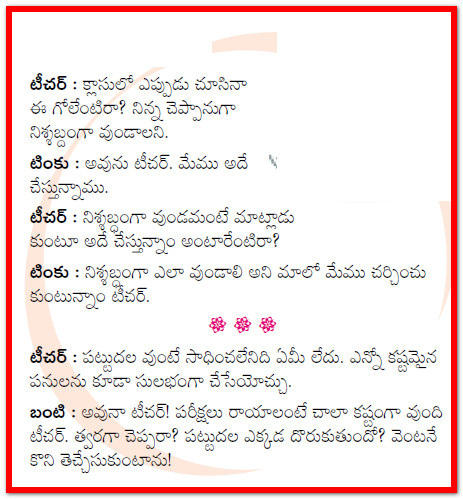 టీచర్ : క్లాసులో ఎప్పుడు చూసినా
ఈ గోలేంటిరా? నిన్న చెప్పానుగా
నిశ్శబ్దంగా వుండాలని.
టింకు : అవును టీచర్. మేము అదే
చేస్తున్నాము.
టీచర్ : నిశ్శబ్ధంగా వుండమంటే మాట్లాడు
కుంటూ అదే చేస్తున్నాం అంటారేంటిరా?
టింకు : నిశ్శబ్ధంగా ఎలా వుండాలి అని మాలో మేము చర్చించు
కుంటున్నాం టీచర్.
టీచర్ : పట్టుదల వుంటే సాధించలేనిది ఏమీ లేదు. ఎన్నో కష్టమైన
పనులను కూడా సులభంగా చేసేయోచ్చు.
బంటి : అవునా టీచర్! పరీక్షలు రాయాలంటే చాలా కష్టంగా వుంది
టీచర్. త్వరగా చెప్పరా? పట్టుదల ఎక్కడ దొరుకుతుందో? వెంటనే
కొని తెచ్చేసుకుంటాను!